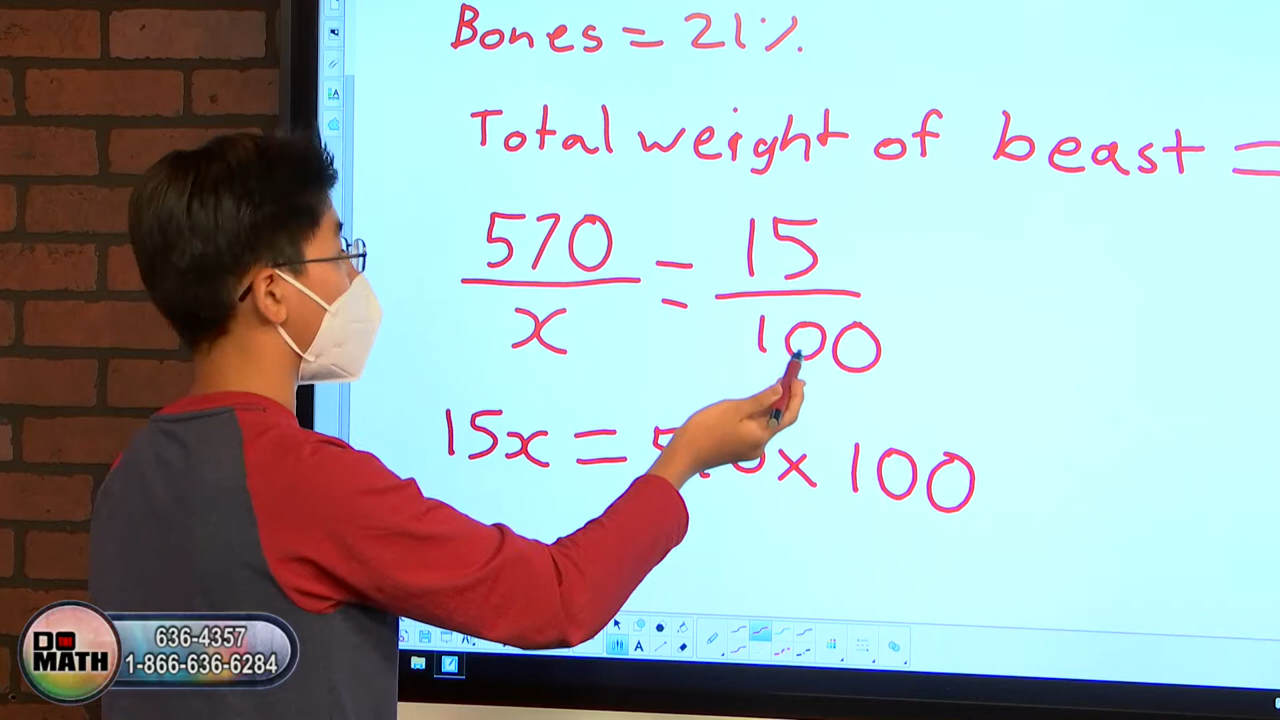 Bones = 21%
Total weight of beast =
570/x = 15/100
15x = 570 x 100
DO THE MATH
636-4357
1-866-636-6284